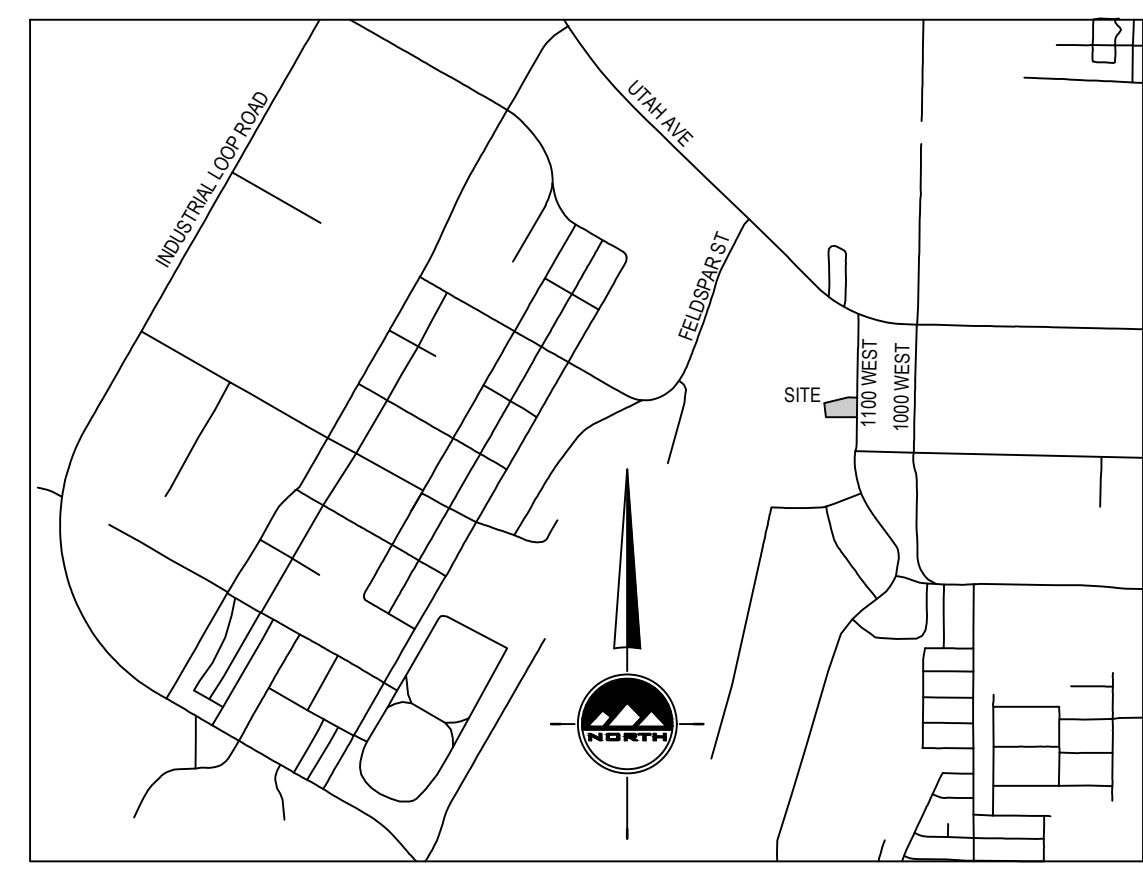 INDUSTRIAL LOOP ROAD
UTAH AVE
FELDSPAR ST
SITE
1100 WEST
1000 WEST
NORTH